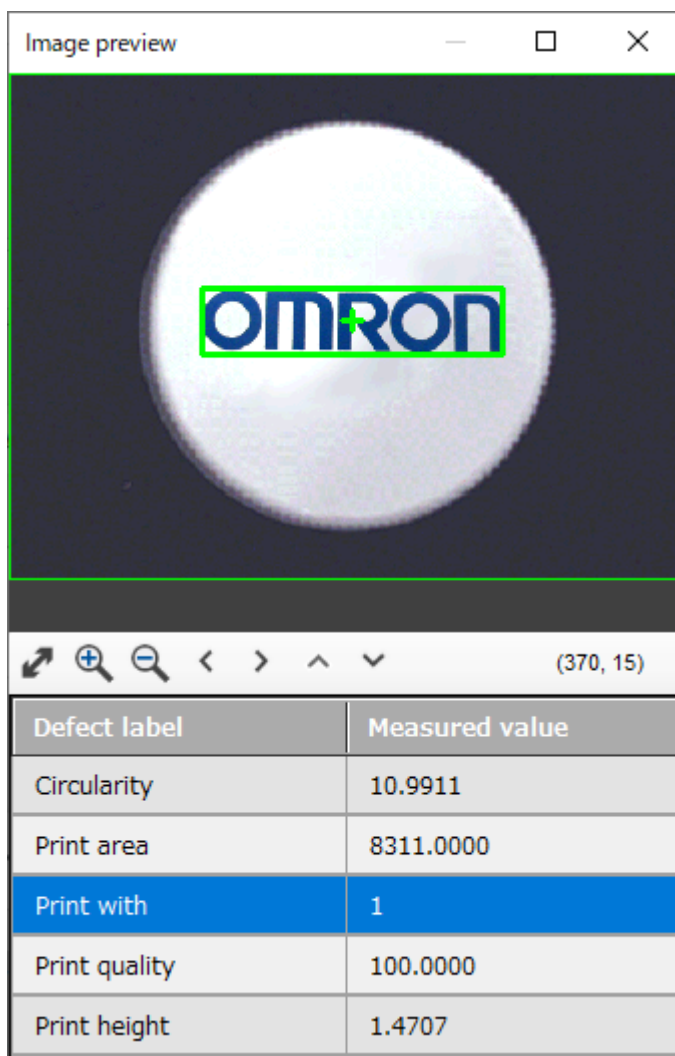 Image preview
OMRON
(370, 15)
Defect label Measured value
Circularity 10.9911
Print area 8311.0000
Print with 1
Print quality 100.0000
Print height 1.4707